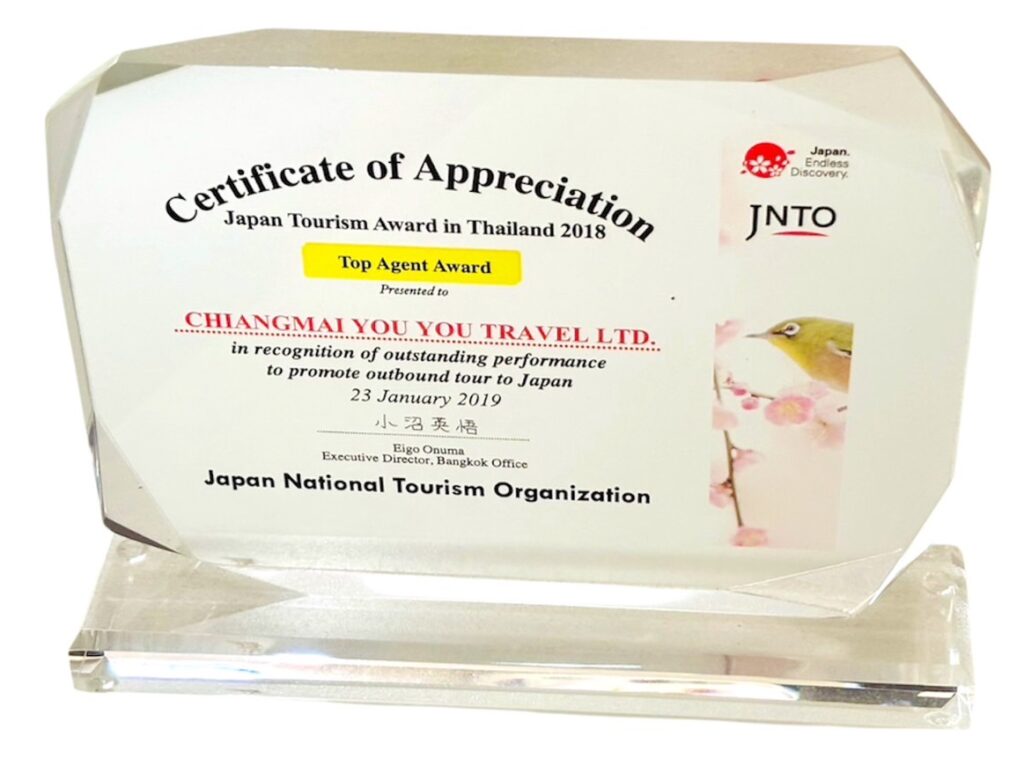 Certificate of Appreciation
Japan Tourism Award in Thailand 2018
Top Agent Award
Presented to
CHIANGMAI YOU YOU TRAVEL LTD.
in recognition of outstanding performance
to promote outbound tour to Japan
23 January 2019
小沼英悟
Eigo Onuma
Executive Director, Bangkok Office
Japan National Tourism Organization
Japan.
Endless
Discovery.
JNTO